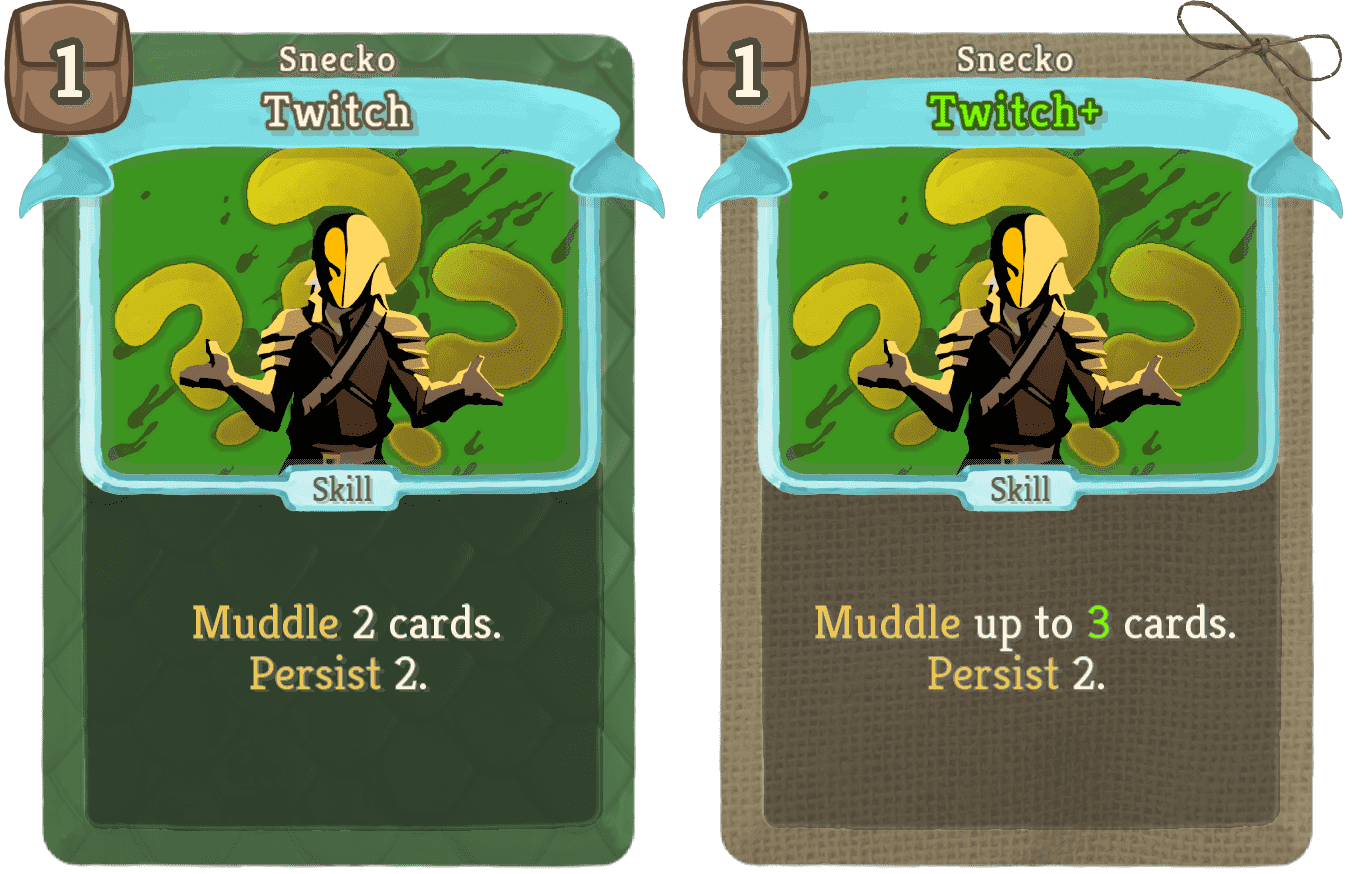 1
Snecko
Twitch
Skill
Muddle 2 cards.
Persist 2.
1
Snecko
Twitch+
Skill
Muddle up to 3 cards.
Persist 2.